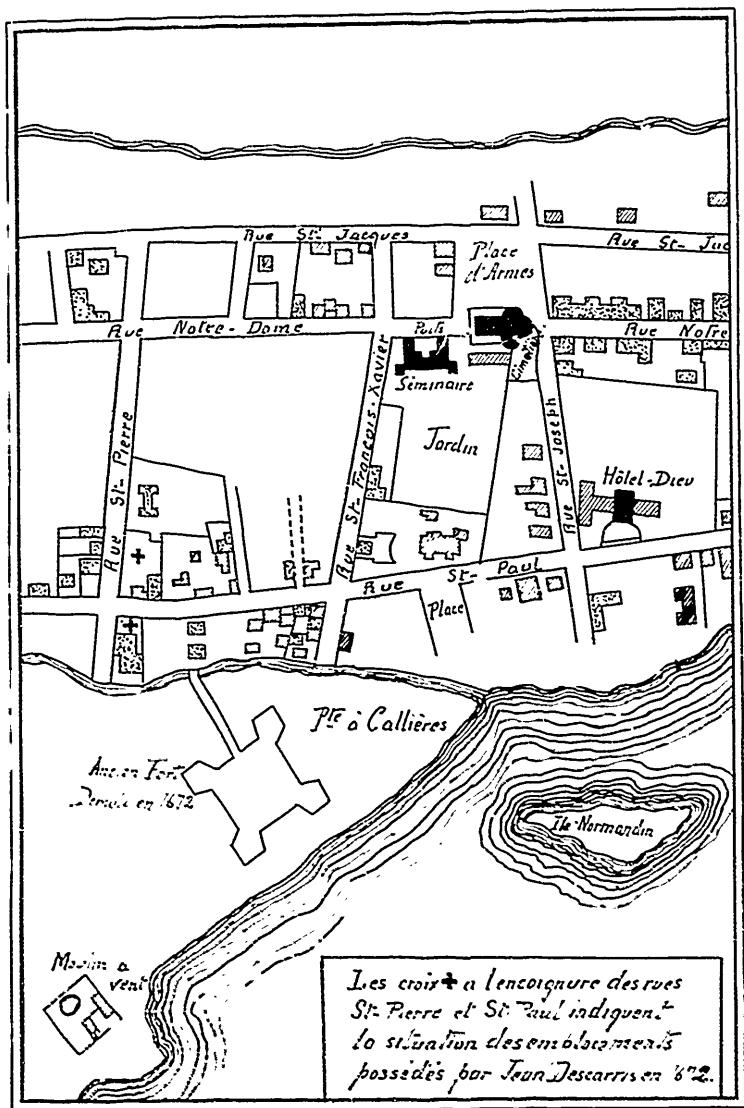 Rue St-Jacques
Place
d'Armes
Rue St-Jac
Rue Notre-Dame
Puits
Rue Notre
Cimetière
Séminaire
Rue St-Pierre
Rue St-François-Xavier
Jardin
Rue St-Joseph
Hôtel-Dieu
Rue St-Paul
Place
Pte à Callières
Ancien Fort
Démoli en 1672
Ile-Normandin
Moulin a
vent
Les croix ✚ a l'encoignure des rues
St-Pierre et St-Paul indiquent
la situation des emplacements
possédés par Jean Descarris en 1672.